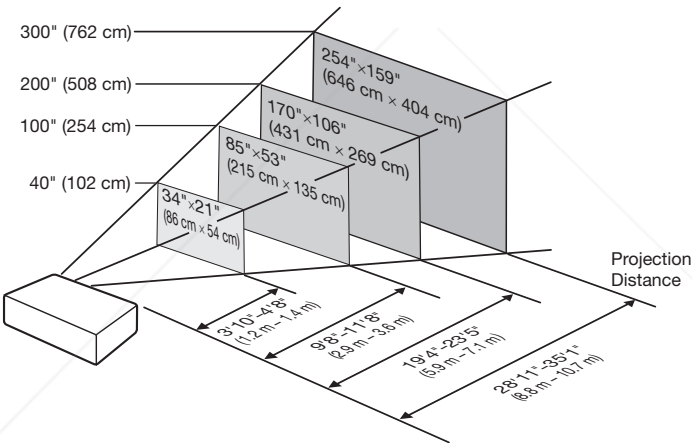 300" (762 cm)
200" (508 cm)
100" (254 cm)
40" (102 cm)
254"×159"
(646 cm × 404 cm)
170"×106"
(431 cm × 269 cm)
85"×53"
(215 cm × 135 cm)
34"×21"
(86 cm × 54 cm)
Projection
Distance
3'10"–4'8"
(1.2 m – 1.4 m)
9'8"–11'8"
(2.9 m – 3.6 m)
19'4"–23'5"
(5.9 m – 7.1 m)
28'11"–35'1"
(8.8 m – 10.7 m)